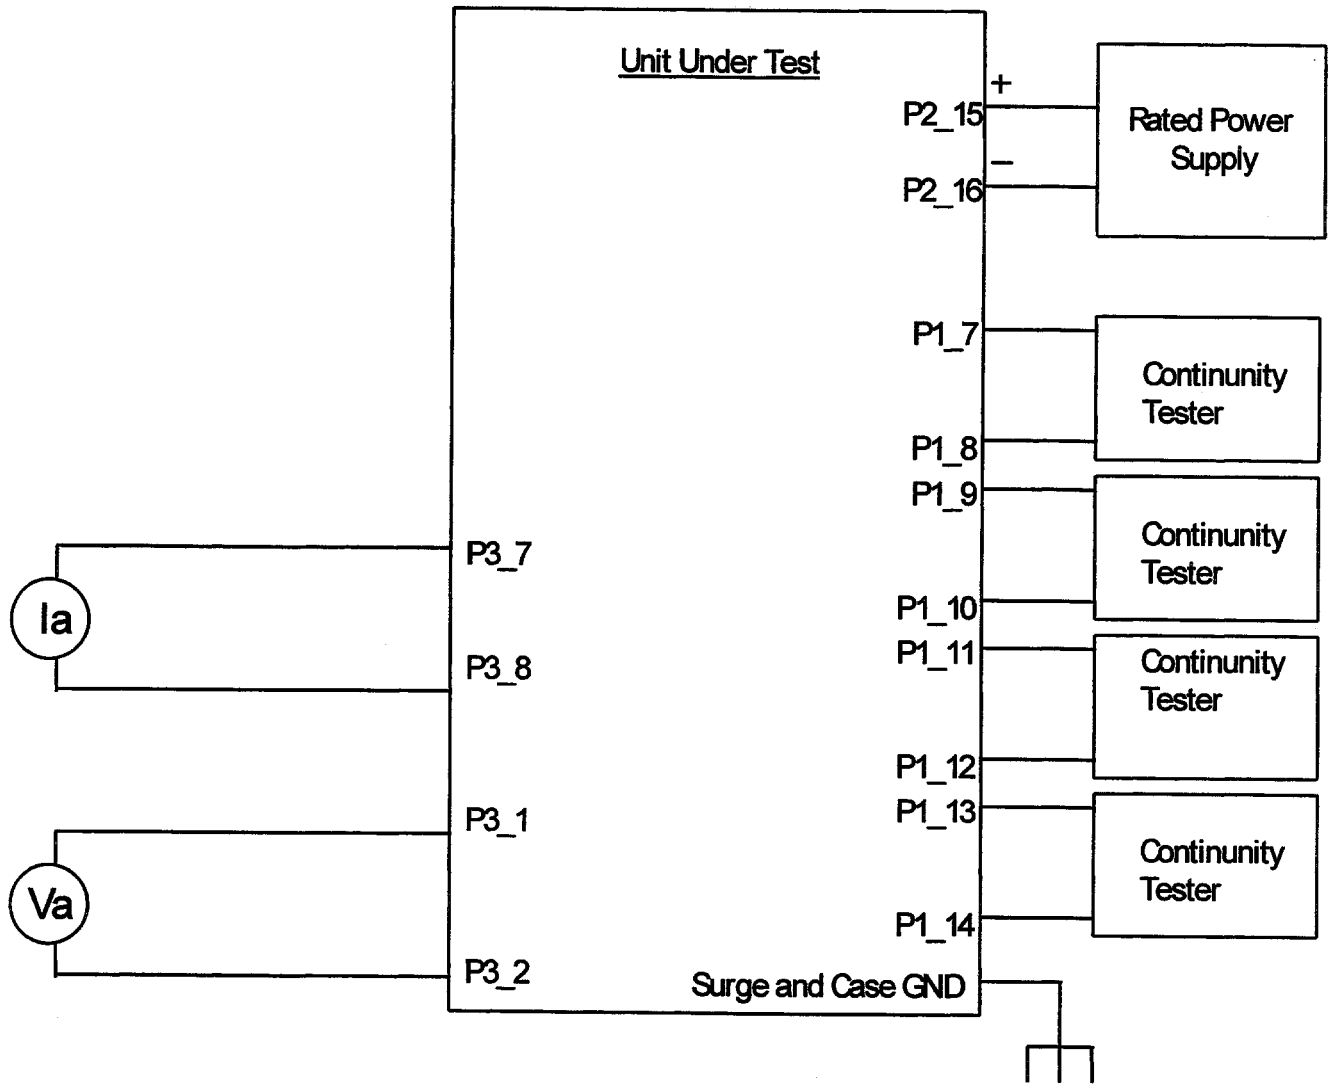 Unit Under Test
+
P2_15
Rated Power
Supply
−
P2_16
P1_7
Continunity
Tester
P1_8
P1_9
Continunity
Tester
P1_10
P1_11
Continunity
Tester
P1_12
P1_13
Continunity
Tester
P1_14
Surge and Case GND
P3_7
Ia
P3_8
P3_1
Va
P3_2